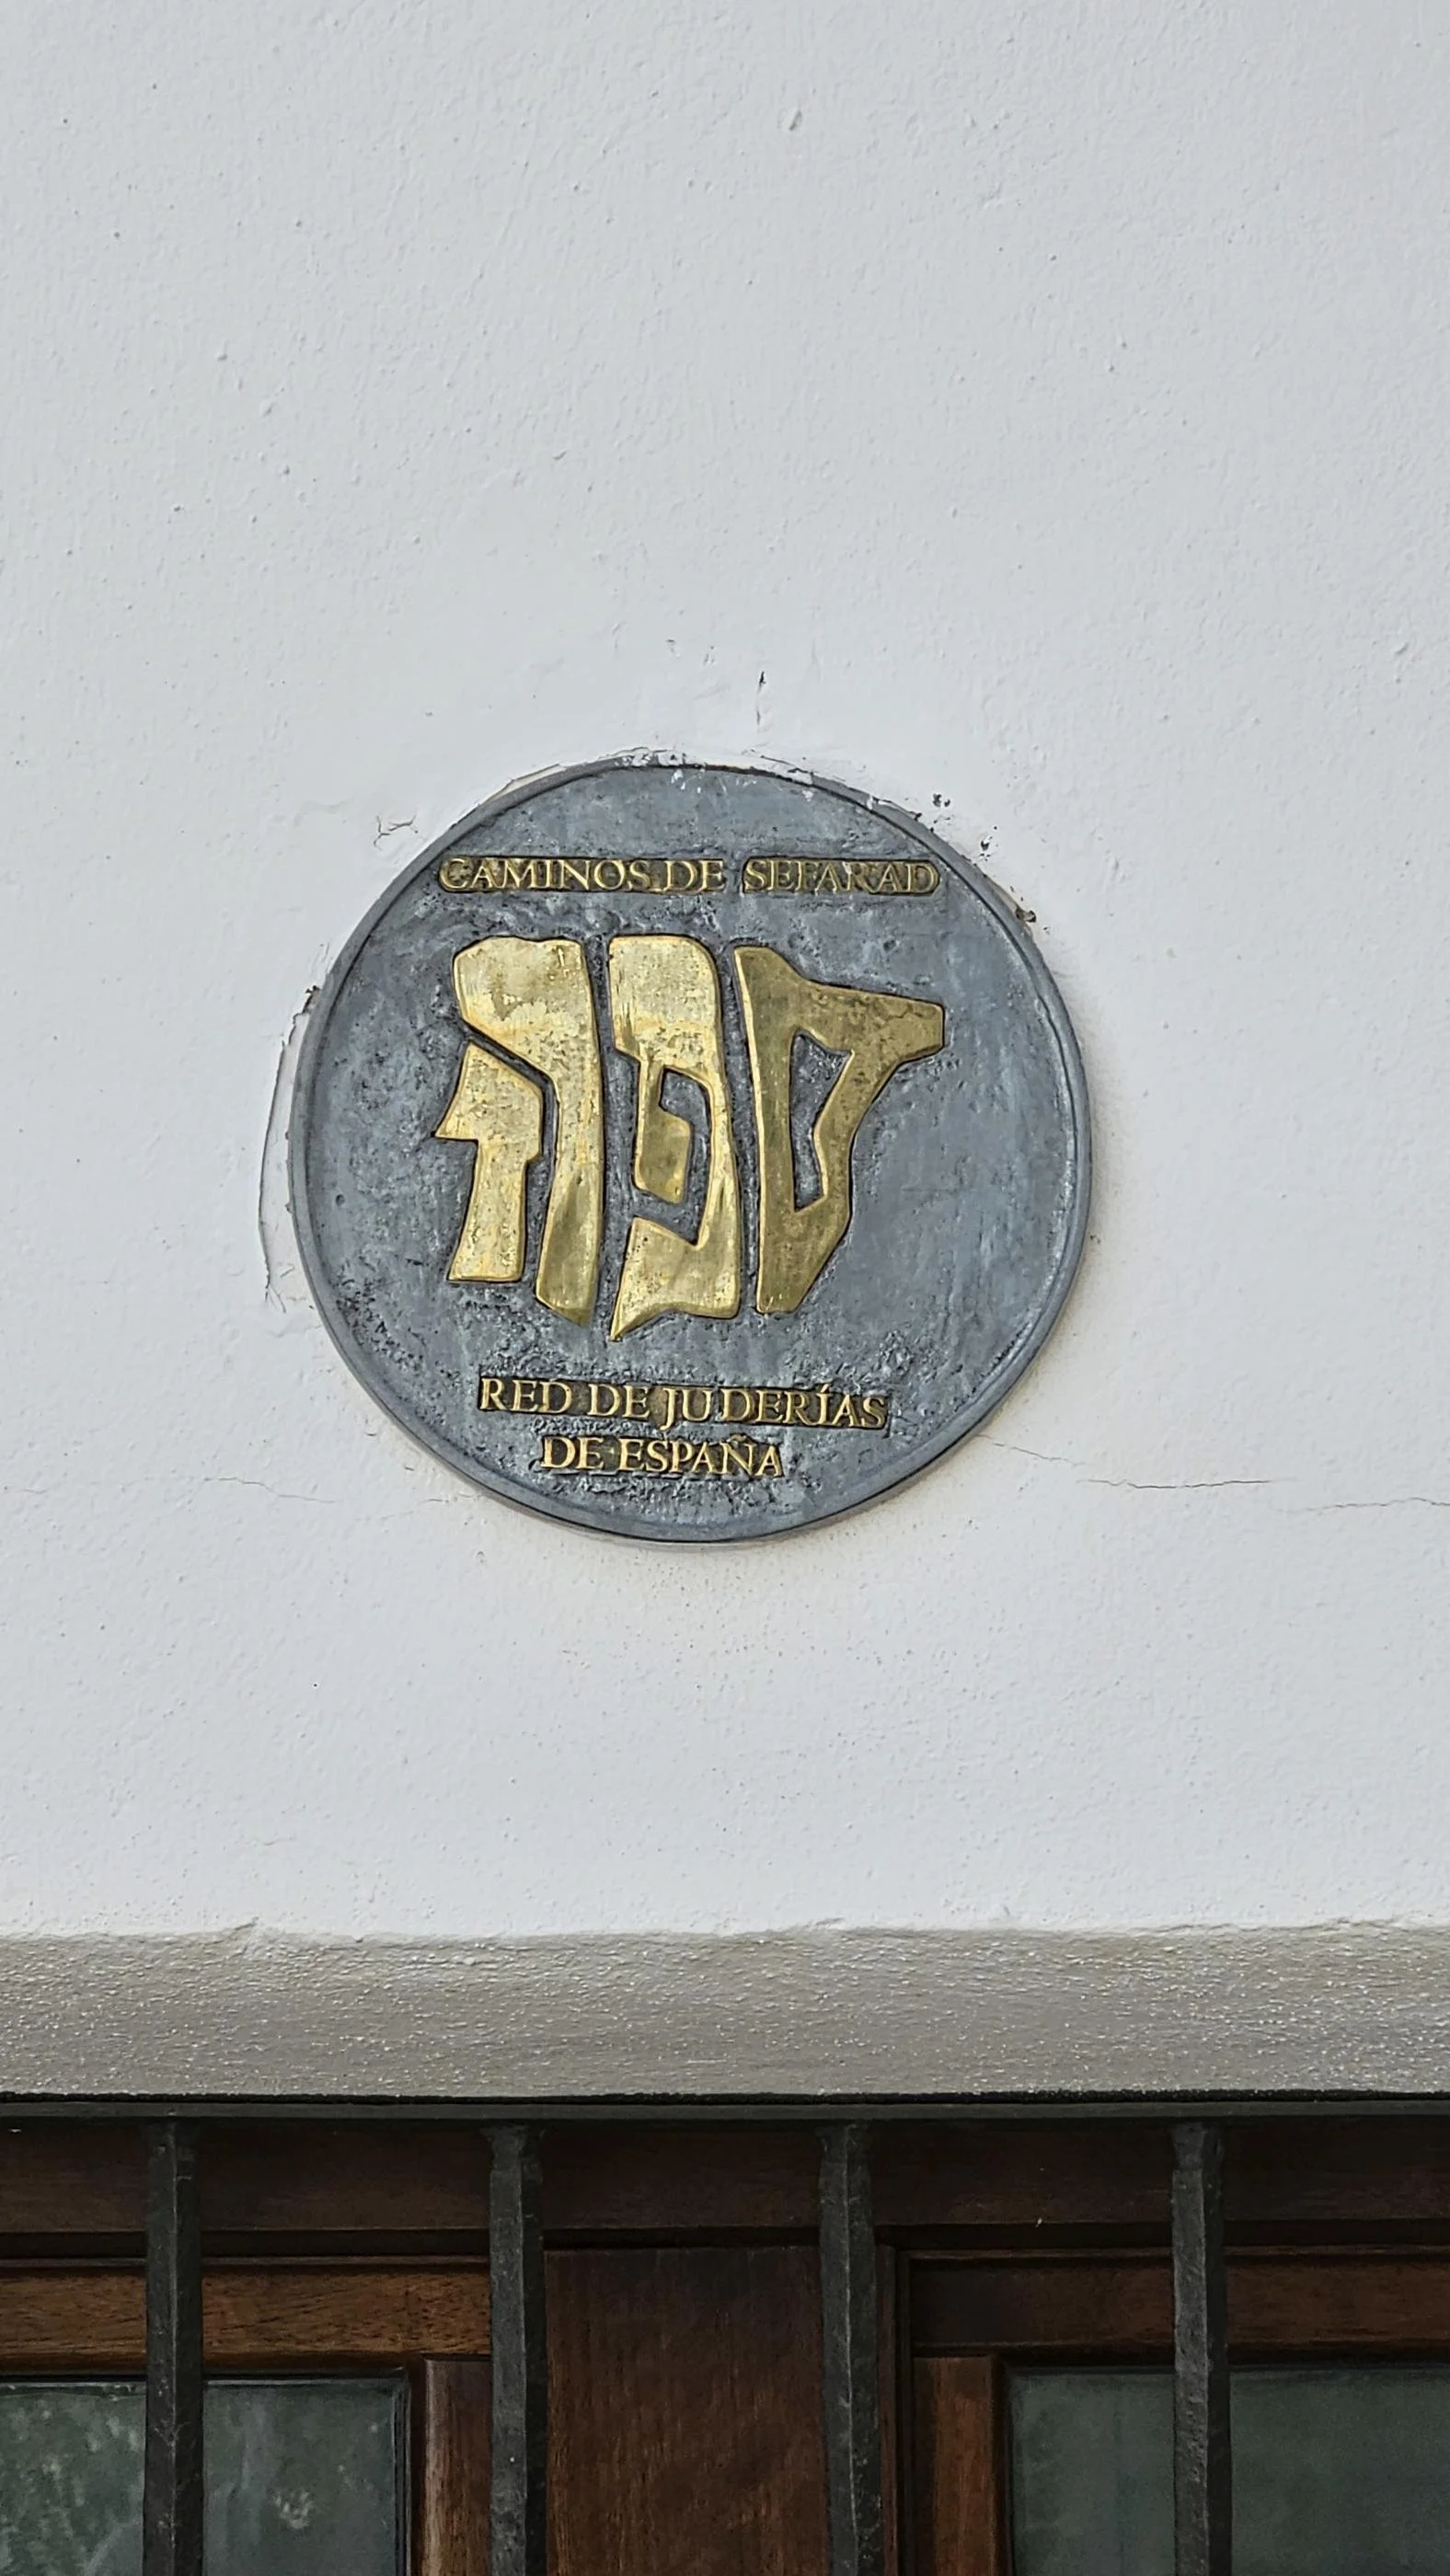 CAMINOS DE SEFARAD
ספרד
RED DE JUDERÍAS
DE ESPAÑA